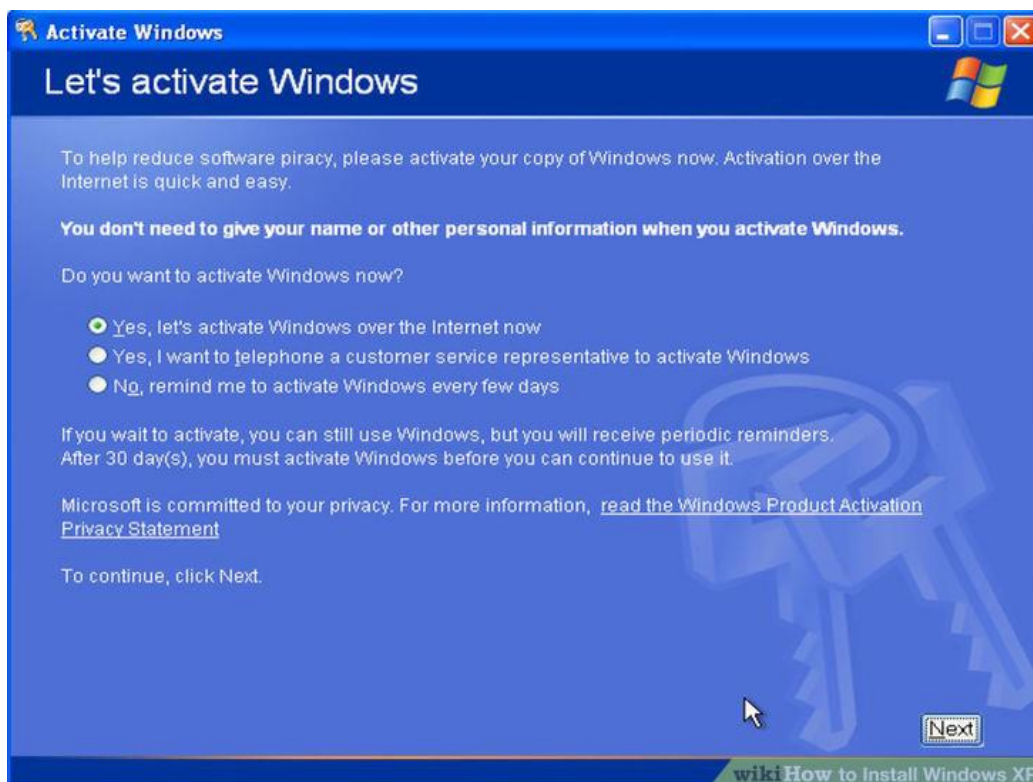 Activate Windows
Let's activate Windows
To help reduce software piracy, please activate your copy of Windows now. Activation over the
Internet is quick and easy.
You don't need to give your name or other personal information when you activate Windows.
Do you want to activate Windows now?
Yes, let's activate Windows over the Internet now
Yes, I want to telephone a customer service representative to activate Windows
No, remind me to activate Windows every few days
If you wait to activate, you can still use Windows, but you will receive periodic reminders.
After 30 day(s), you must activate Windows before you can continue to use it.
Microsoft is committed to your privacy. For more information, read the Windows Product Activation
Privacy Statement
To continue, click Next.
Next
wikiHow to Install Windows XP